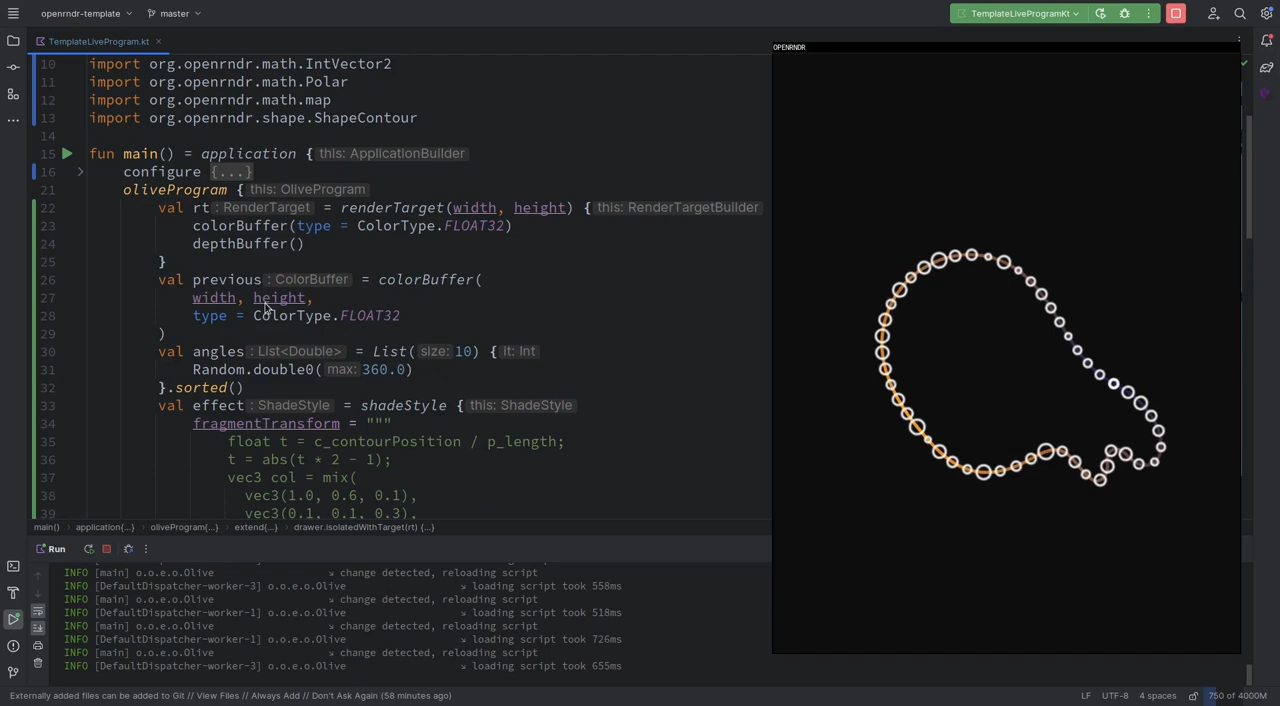 openrndr-template
master
TemplateLiveProgramKt
TemplateLiveProgram.kt
OPENRNDR
10 import org.openrndr.math.IntVector2
11 import org.openrndr.math.Polar
12 import org.openrndr.math.map
13 import org.openrndr.shape.ShapeContour
14
15 fun main() = application { this: ApplicationBuilder
16 configure {...}
21 oliveProgram { this: OliveProgram
22 val rt : RenderTarget = renderTarget(width, height) { this: RenderTargetBuilder
23 colorBuffer(type = ColorType.FLOAT32)
24 depthBuffer()
25 }
26 val previous : ColorBuffer = colorBuffer(
27 width, height,
28 type = ColorType.FLOAT32
29 )
30 val angles : List<Double> = List( size: 10) { it: Int
31 Random.double0( max: 360.0)
32 }.sorted()
33 val effect : ShadeStyle = shadeStyle { this: ShadeStyle
34 fragmentTransform = """
35 float t = c_contourPosition / p_length;
36 t = abs(t * 2 - 1);
37 vec3 col = mix(
38 vec3(1.0, 0.6, 0.1),
39 vec3(0.1, 0.1, 0.3),
main() application{...} oliveProgram{...} extend{...} drawer.isolatedWithTarget(rt) {...}
Run
INFO [main] o.o.e.o.Olive ↘ change detected, reloading script
INFO [DefaultDispatcher-worker-3] o.o.e.o.Olive ↘ loading script took 558ms
INFO [main] o.o.e.o.Olive ↘ change detected, reloading script
INFO [DefaultDispatcher-worker-1] o.o.e.o.Olive ↘ loading script took 518ms
INFO [main] o.o.e.o.Olive ↘ change detected, reloading script
INFO [DefaultDispatcher-worker-1] o.o.e.o.Olive ↘ loading script took 726ms
INFO [main] o.o.e.o.Olive ↘ change detected, reloading script
INFO [DefaultDispatcher-worker-3] o.o.e.o.Olive ↘ loading script took 655ms
Externally added files can be added to Git // View Files // Always Add // Don't Ask Again (58 minutes ago)
LF UTF-8 4 spaces 750 of 4000M